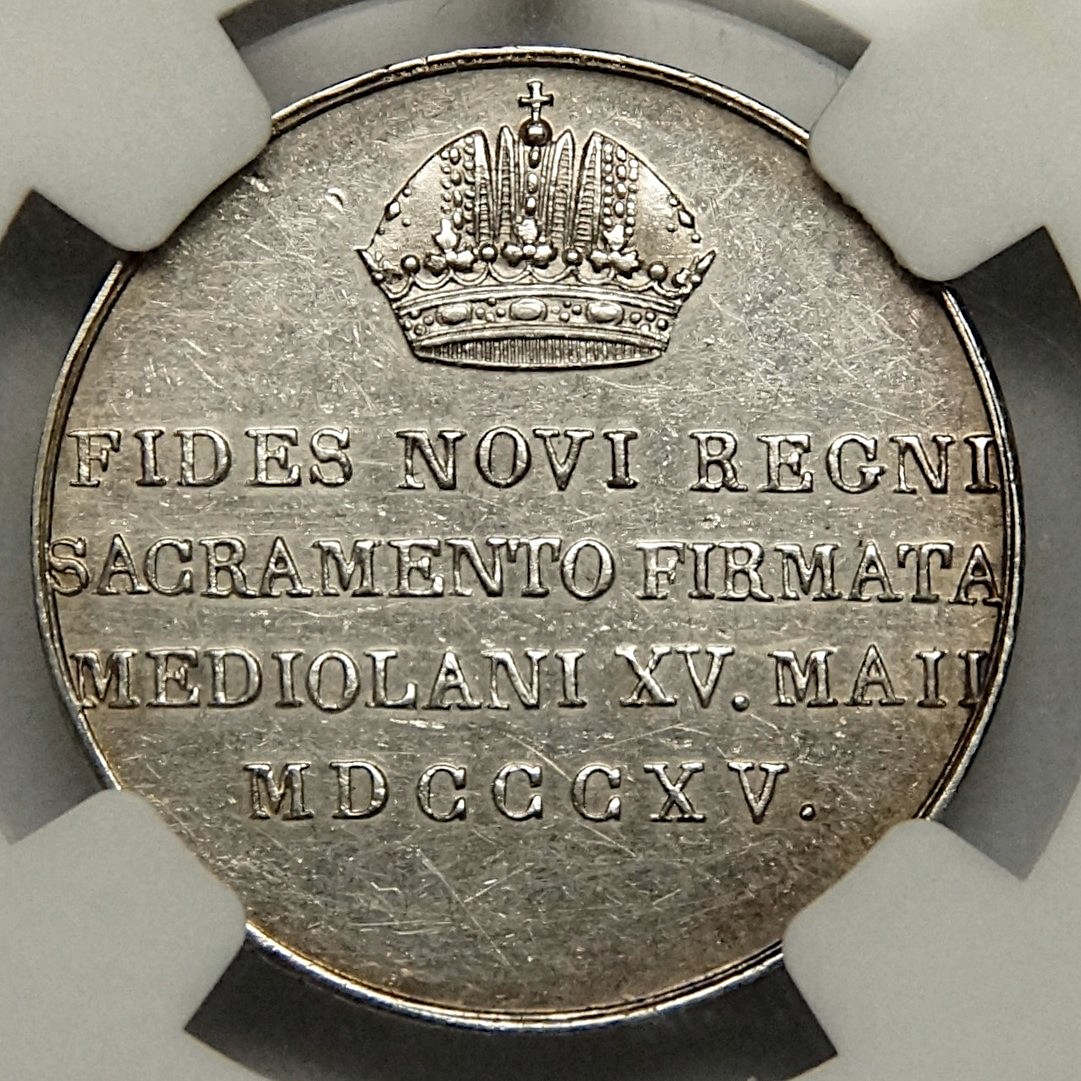 FIDES NOVI REGNI
SACRAMENTO FIRMATA
MEDIOLANI XV. MAII
MDCCCXV.